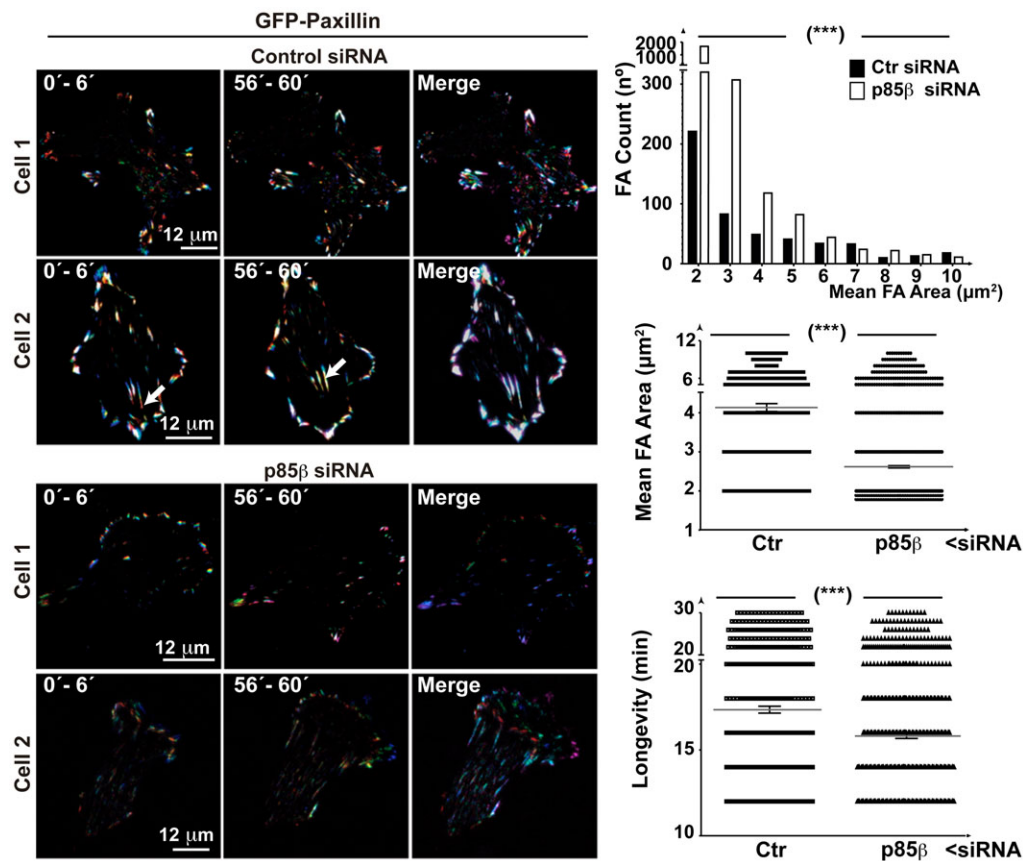 GFP-Paxillin
Control siRNA
Cell 1
0´- 6´
56´- 60´
Merge
12 µm
Cell 2
0´- 6´
56´- 60´
Merge
12 µm
p85β siRNA
Cell 1
0´- 6´
56´- 60´
Merge
12 µm
Cell 2
0´- 6´
56´- 60´
Merge
12 µm
(***)
Ctr siRNA
p85β siRNA
FA Count (nº)
2000
1000
300
200
100
0
2 3 4 5 6 7 8 9 10
Mean FA Area (µm²)
(***)
Mean FA Area (µm²)
12
6
4
3
2
1
Ctr p85β <siRNA
(***)
Longevity (min)
30
20
20
15
10
Ctr p85β <siRNA